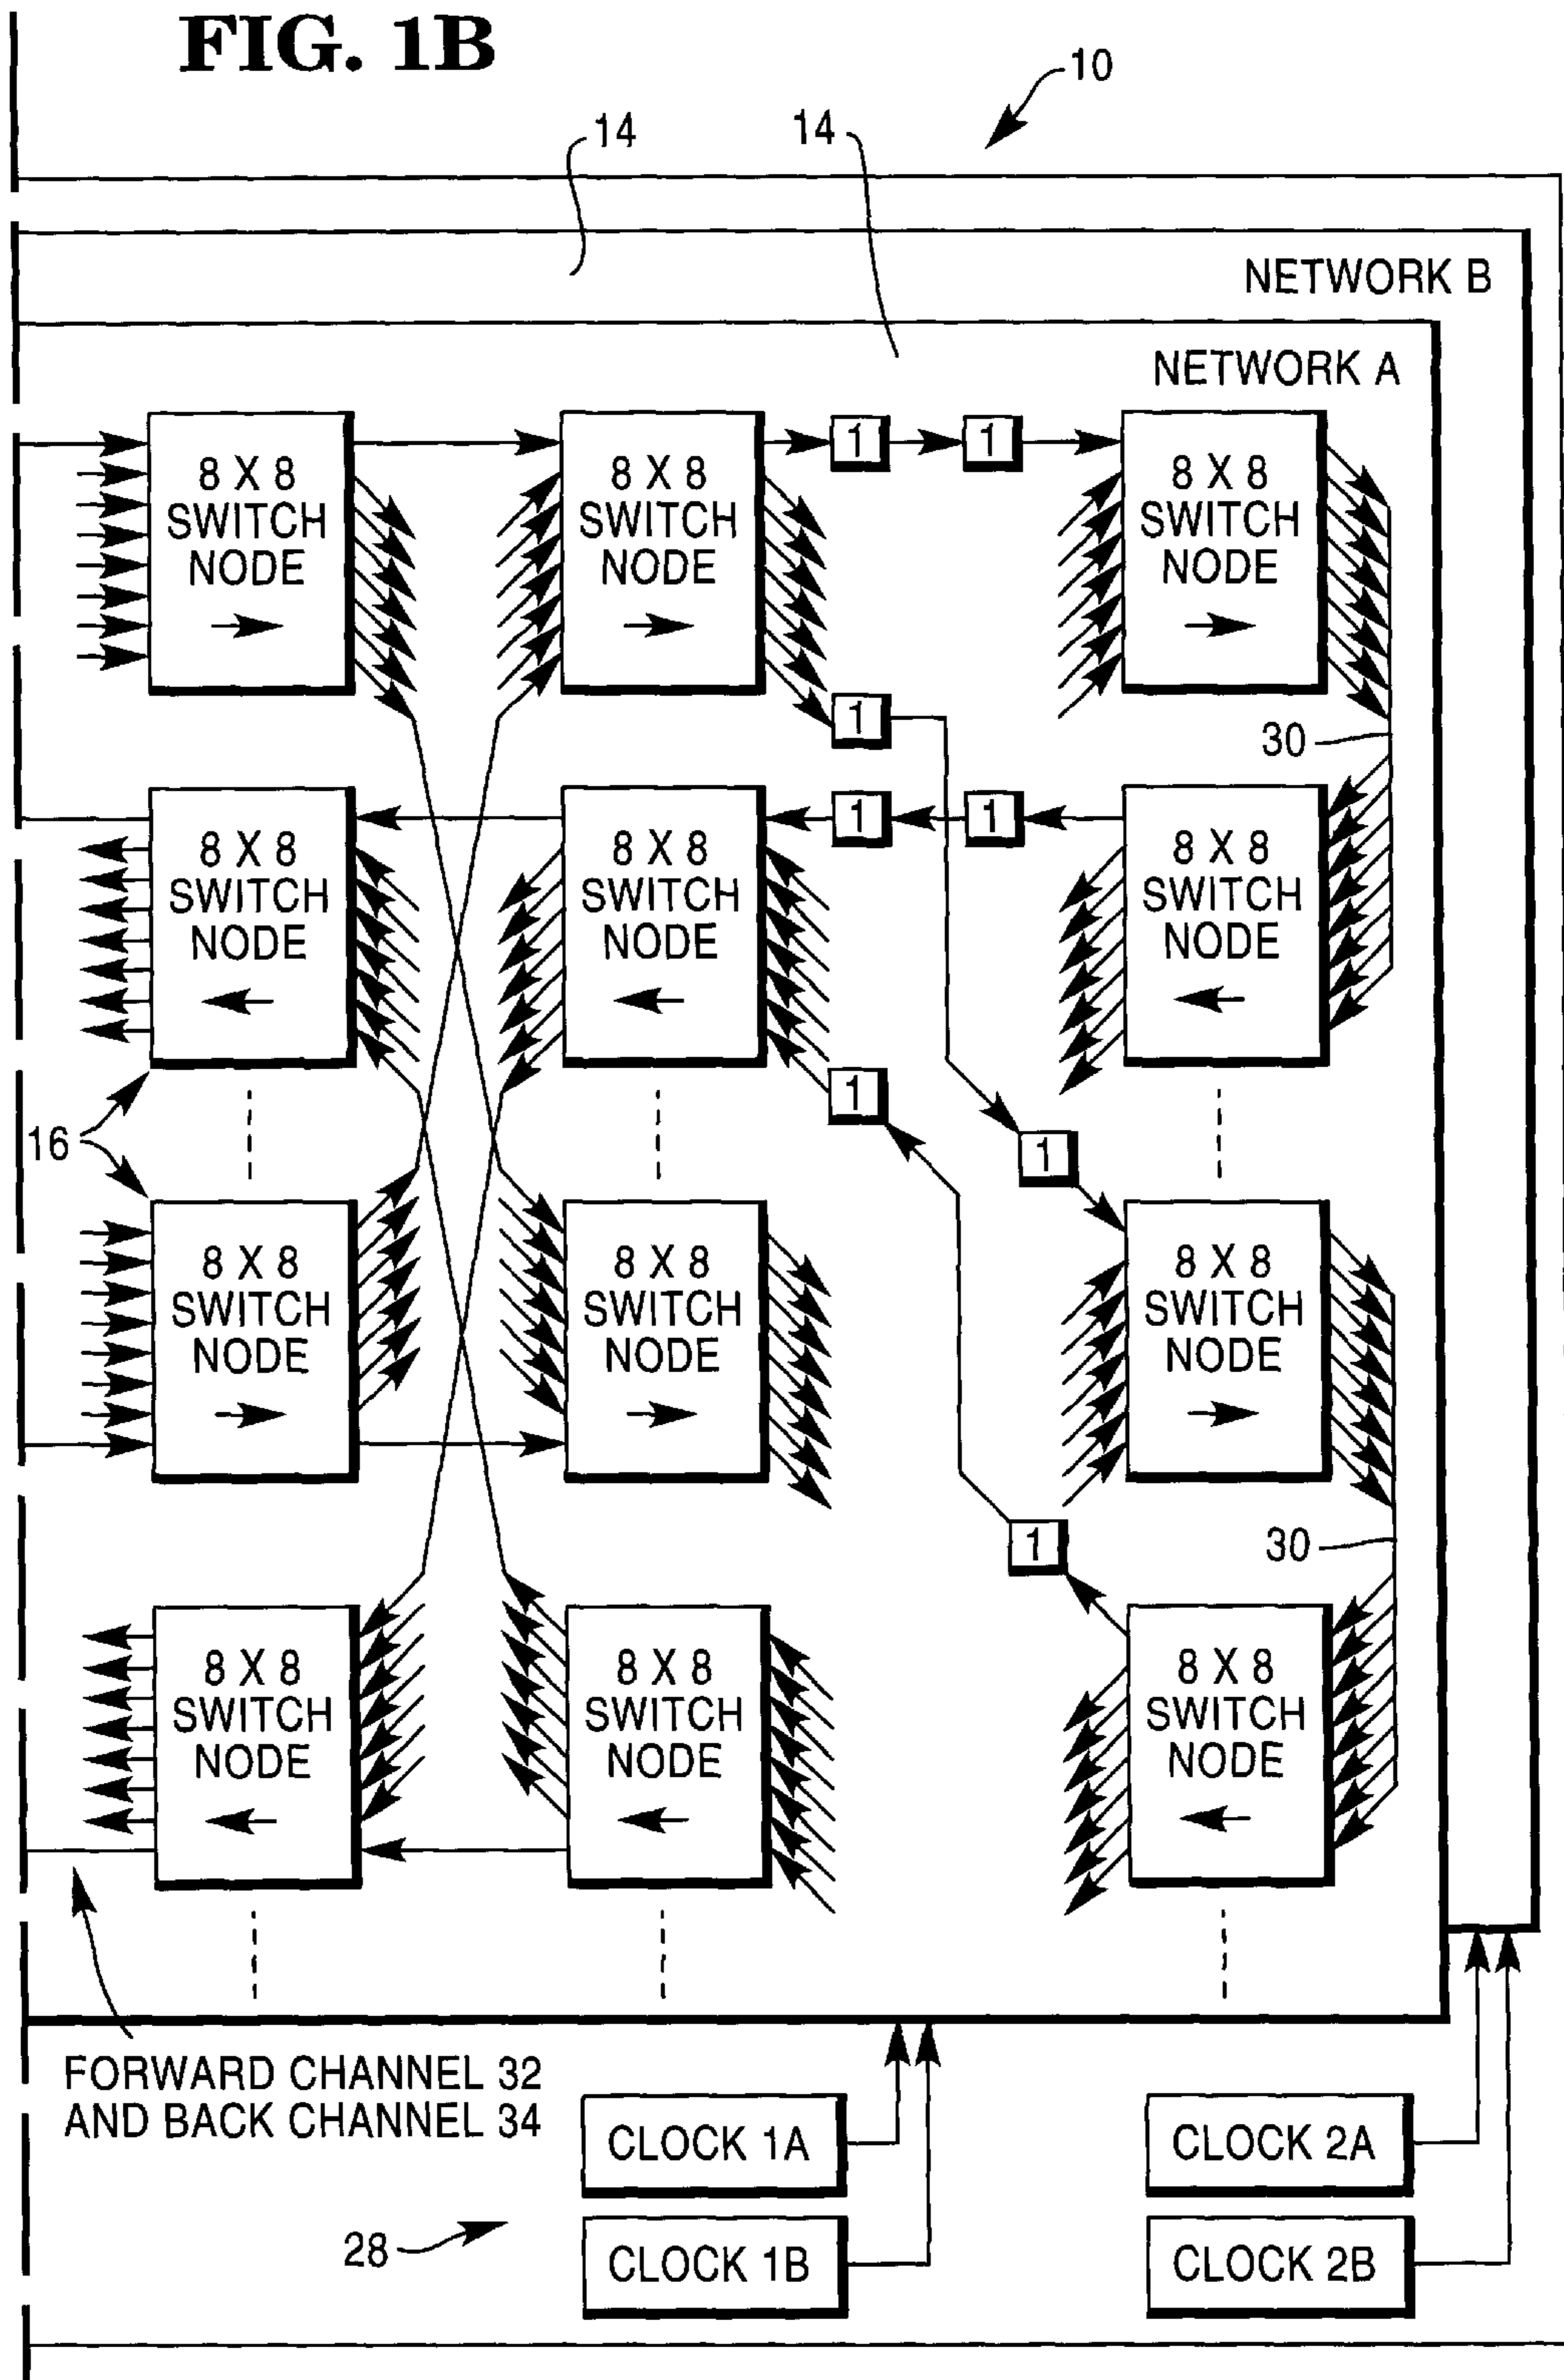 FIG. 1B
10
14
14
NETWORK B
NETWORK A
8 X 8
SWITCH
NODE
8 X 8
SWITCH
NODE
1
1
8 X 8
SWITCH
NODE
1
30
8 X 8
SWITCH
NODE
8 X 8
SWITCH
NODE
1
1
8 X 8
SWITCH
NODE
16
1
1
8 X 8
SWITCH
NODE
8 X 8
SWITCH
NODE
8 X 8
SWITCH
NODE
1
30
8 X 8
SWITCH
NODE
8 X 8
SWITCH
NODE
8 X 8
SWITCH
NODE
FORWARD CHANNEL 32
AND BACK CHANNEL 34
CLOCK 1A
CLOCK 2A
28
CLOCK 1B
CLOCK 2B